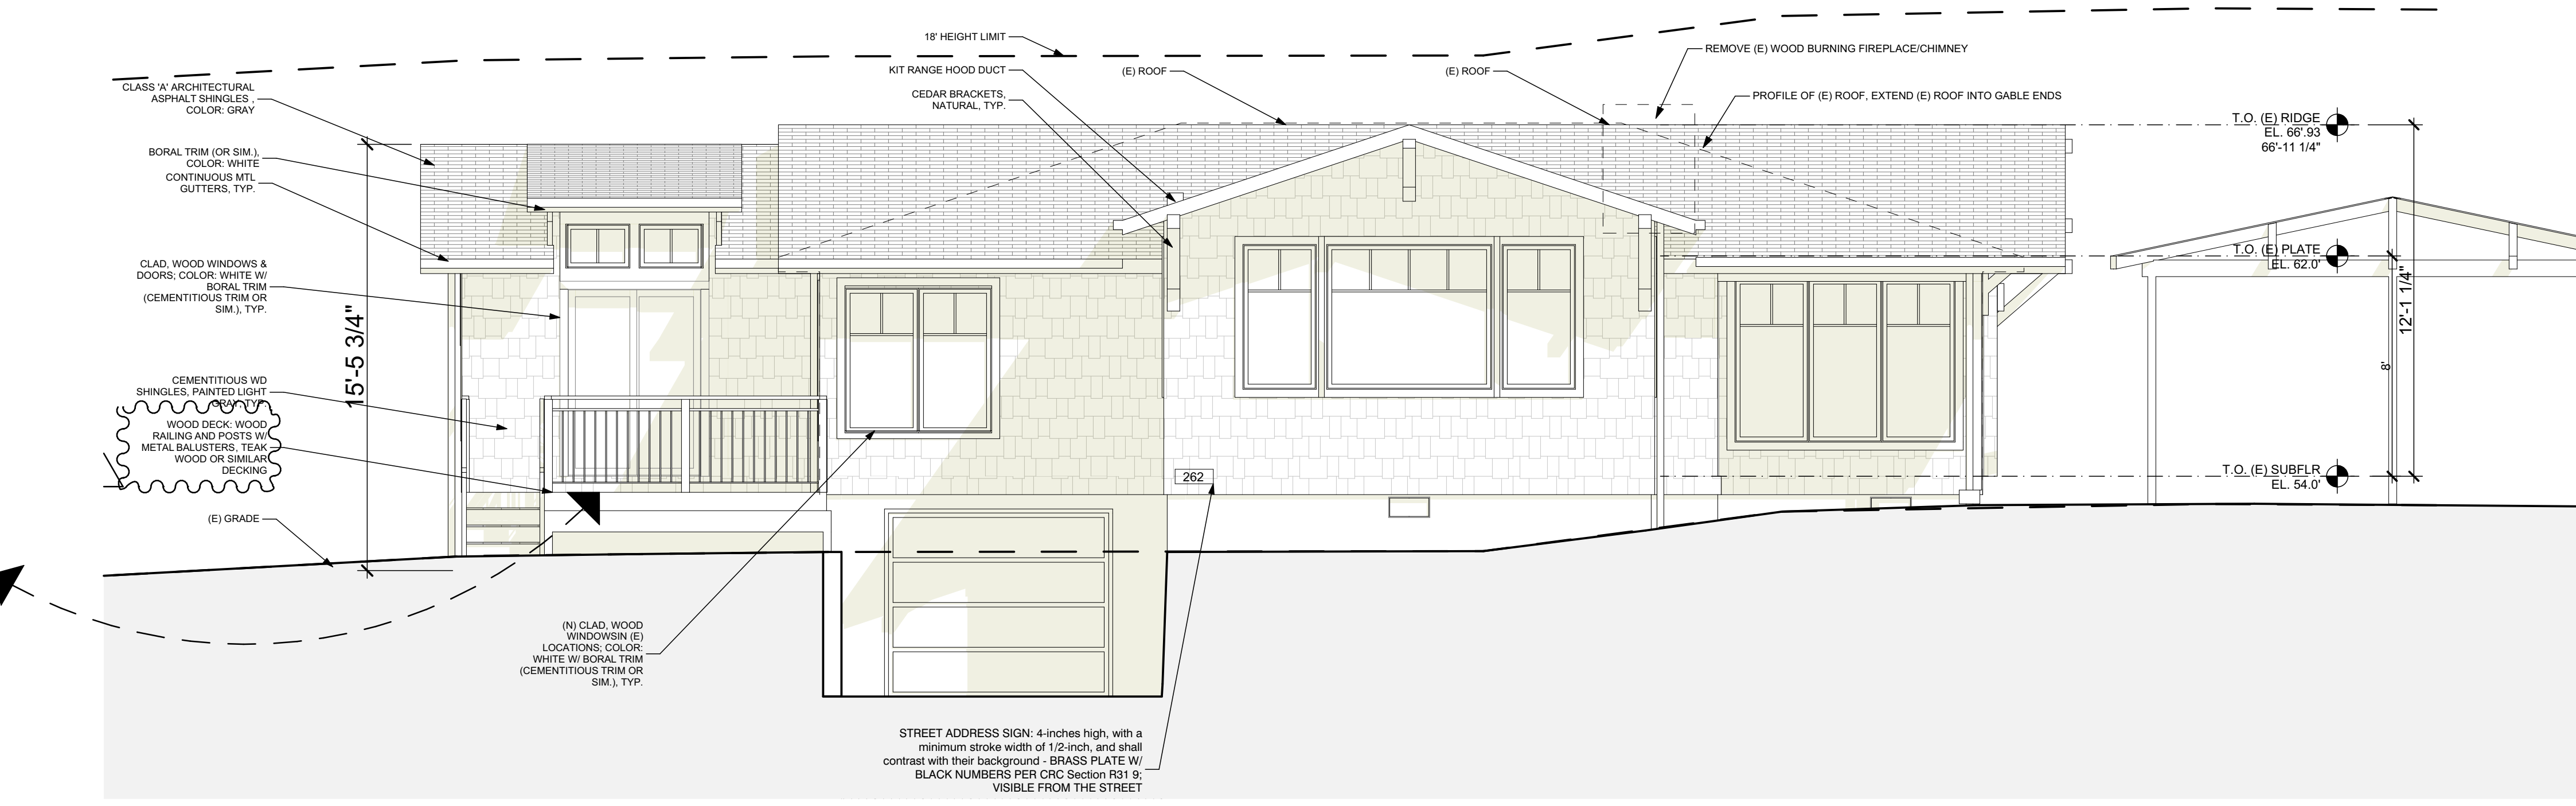 18' HEIGHT LIMIT
REMOVE (E) WOOD BURNING FIREPLACE/CHIMNEY
KIT RANGE HOOD DUCT
(E) ROOF
(E) ROOF
CLASS 'A' ARCHITECTURAL
ASPHALT SHINGLES ,
COLOR: GRAY
CEDAR BRACKETS,
NATURAL, TYP.
PROFILE OF (E) ROOF, EXTEND (E) ROOF INTO GABLE ENDS
T.O. (E) RIDGE
EL. 66'.93
66'-11 1/4"
BORAL TRIM (OR SIM.),
COLOR: WHITE
CONTINUOUS MTL
GUTTERS, TYP.
T.O. (E) PLATE
EL. 62.0'
CLAD, WOOD WINDOWS &
DOORS; COLOR: WHITE W/
BORAL TRIM
(CEMENTITIOUS TRIM OR
SIM.), TYP.
15'-5 3/4"
12'-1 1/4"
8'
CEMENTITIOUS WD
SHINGLES, PAINTED LIGHT
GRAY, TYP.
WOOD DECK: WOOD
RAILING AND POSTS W/
METAL BALUSTERS, TEAK
WOOD OR SIMILAR
DECKING
262
T.O. (E) SUBFLR
EL. 54.0'
(E) GRADE
(N) CLAD, WOOD
WINDOWSIN (E)
LOCATIONS; COLOR:
WHITE W/ BORAL TRIM
(CEMENTITIOUS TRIM OR
SIM.), TYP.
STREET ADDRESS SIGN: 4-inches high, with a
minimum stroke width of 1/2-inch, and shall
contrast with their background - BRASS PLATE W/
BLACK NUMBERS PER CRC Section R31 9;
VISIBLE FROM THE STREET